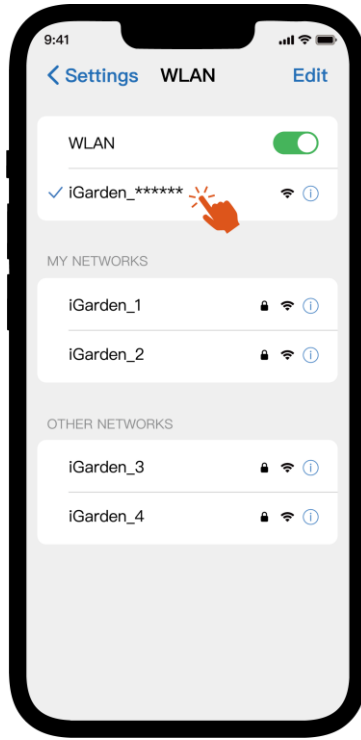 9:41
Settings WLAN Edit
WLAN
iGarden_******
MY NETWORKS
iGarden_1
iGarden_2
OTHER NETWORKS
iGarden_3
iGarden_4